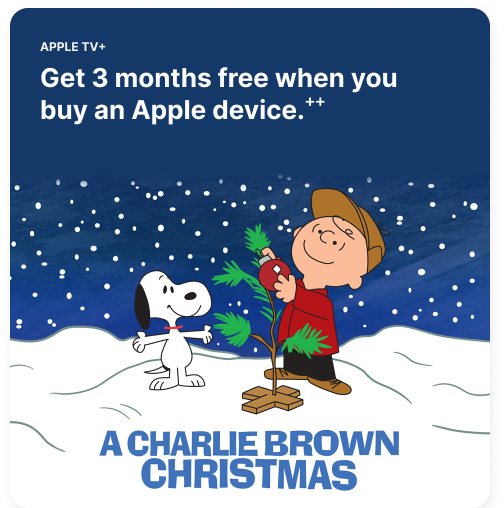 APPLE TV+
Get 3 months free when you
buy an Apple device.++
A CHARLIE BROWN
CHRISTMAS